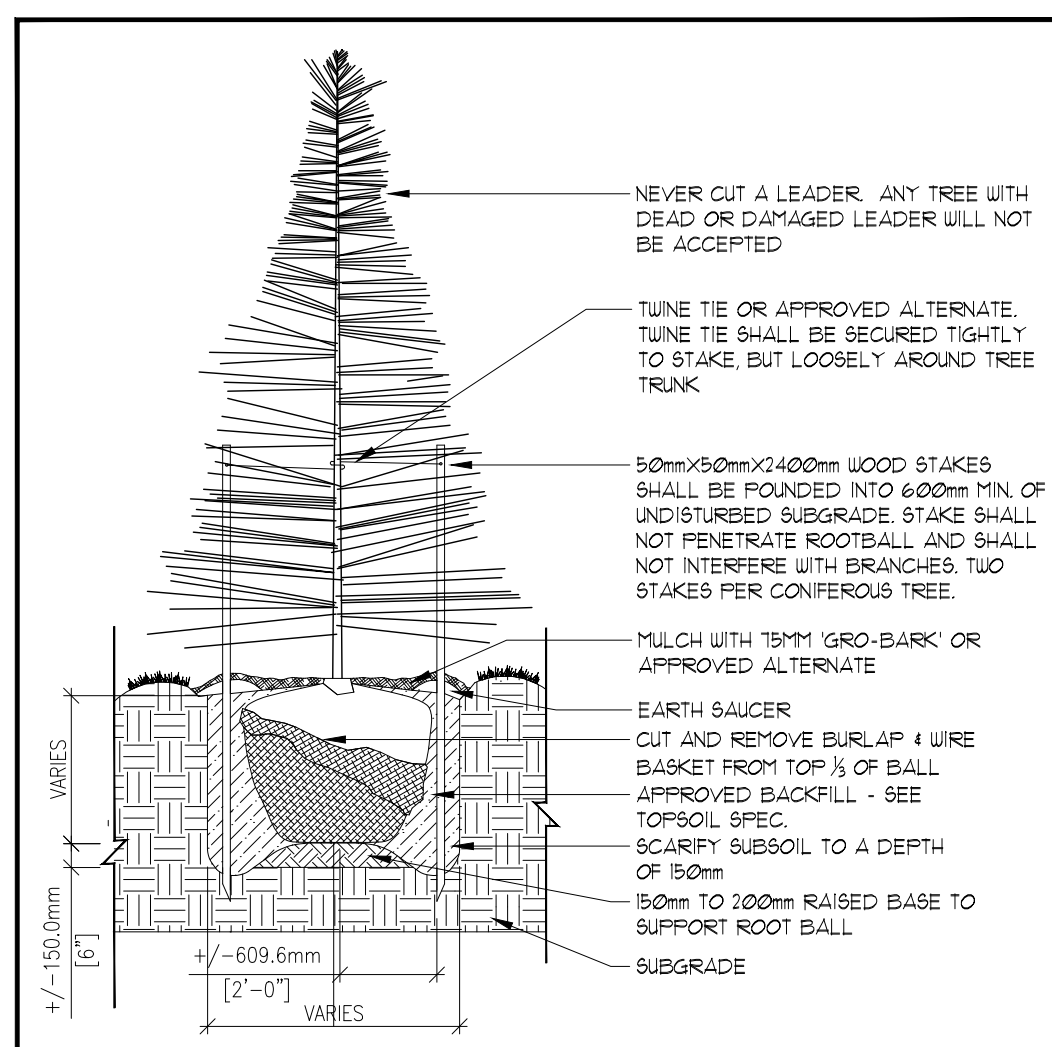 NEVER CUT A LEADER. ANY TREE WITH
DEAD OR DAMAGED LEADER WILL NOT
BE ACCEPTED
TWINE TIE OR APPROVED ALTERNATE.
TWINE TIE SHALL BE SECURED TIGHTLY
TO STAKE, BUT LOOSELY AROUND TREE
TRUNK
50mmX50mmX2400mm WOOD STAKES
SHALL BE POUNDED INTO 600mm MIN. OF
UNDISTURBED SUBGRADE. STAKE SHALL
NOT PENETRATE ROOTBALL AND SHALL
NOT INTERFERE WITH BRANCHES. TWO
STAKES PER CONIFEROUS TREE.
MULCH WITH 75MM 'GRO-BARK' OR
APPROVED ALTERNATE
EARTH SAUCER
CUT AND REMOVE BURLAP & WIRE
BASKET FROM TOP 1/3 OF BALL
APPROVED BACKFILL - SEE
TOPSOIL SPEC.
SCARIFY SUBSOIL TO A DEPTH
OF 150mm
150mm TO 200mm RAISED BASE TO
SUPPORT ROOT BALL
SUBGRADE
VARIES
+/-150.0mm
[6"]
+/-609.6mm
[2'-0"]
VARIES